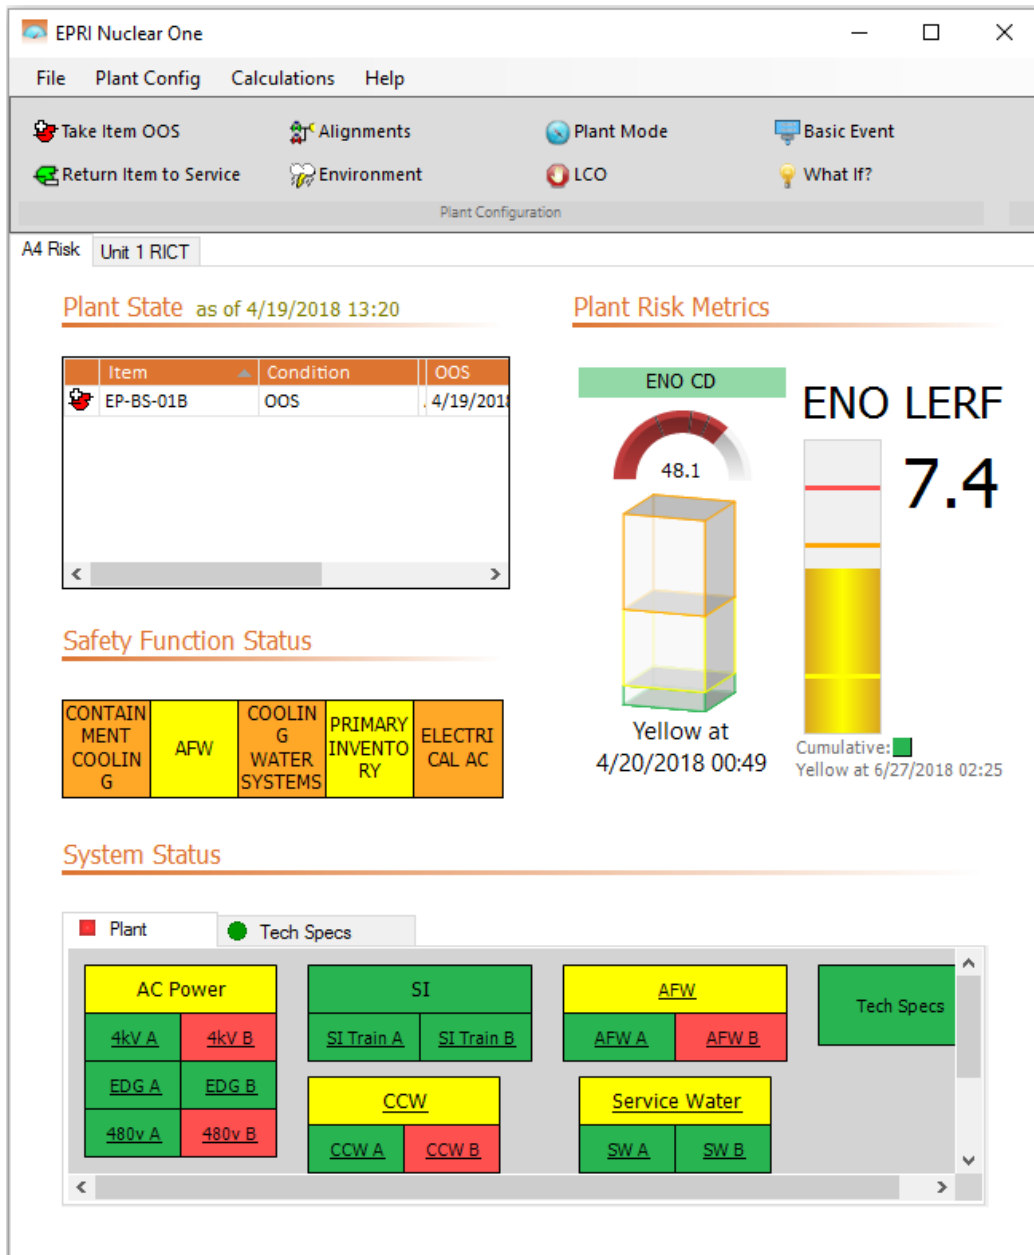 EPRI Nuclear One
File Plant Config Calculations Help
Take Item OOS Alignments Plant Mode Basic Event
Return Item to Service Environment LCO What If?
Plant Configuration
A4 Risk Unit 1 RICT
Plant State as of 4/19/2018 13:20
Item Condition OOS
EP-BS-01B OOS . 4/19/2018
Plant Risk Metrics
ENO CD
48.1
Yellow at
4/20/2018 00:49
ENO LERF
7.4
Cumulative:
Yellow at 6/27/2018 02:25
Safety Function Status
CONTAIN
MENT
COOLIN
G
AFW
COOLIN
G
WATER
SYSTEMS
PRIMARY
INVENTO
RY
ELECTRI
CAL AC
System Status
Plant Tech Specs
AC Power
4kV A 4kV B
EDG A EDG B
480v A 480v B
SI
SI Train A SI Train B
CCW
CCW A CCW B
AFW
AFW A AFW B
Service Water
SW A SW B
Tech Specs